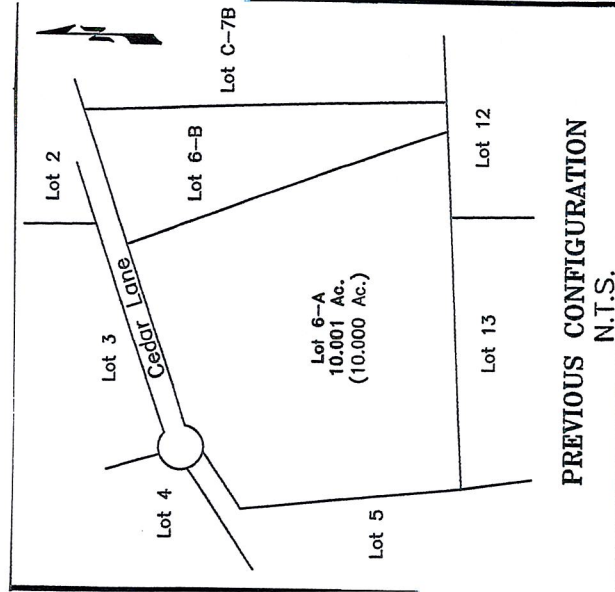 Lot 2
Lot C-7B
Lot 3
Cedar Lane
Lot 6-B
Lot 4
Lot 6-A
10.001 Ac.
(10.000 Ac.)
Lot 5
Lot 13
Lot 12
PREVIOUS CONFIGURATION
N.T.S.